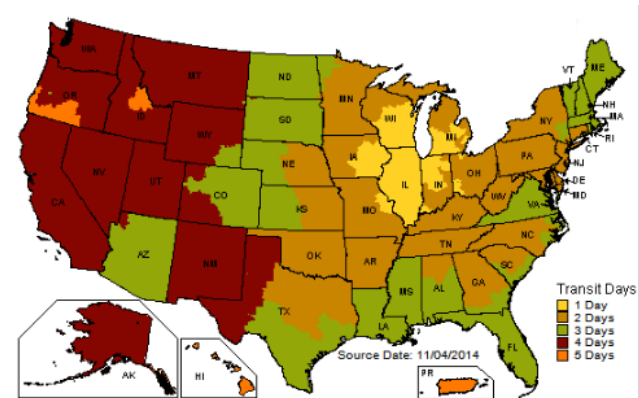 WA
MT
ND
MN
VT
ME
OR
ID
SD
WI
MI
NY
NH
MA
RI
CT
WY
IA
NE
PA
NJ
NV
UT
CO
IL
IN
OH
DE
MD
CA
KS
MO
WV
VA
KY
AZ
NM
OK
AR
TN
NC
SC
TX
LA
MS
AL
GA
FL
Transit Days
1 Day
2 Days
3 Days
4 Days
5 Days
Source Date: 11/04/2014
AK
HI
PR